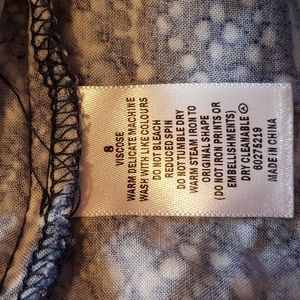 8
VISCOSE
WARM DELICATE MACHINE
WASH WITH LIKE COLOURS
DO NOT BLEACH
REDUCED SPIN
DO NOT TUMBLE DRY
WARM STEAM IRON TO
ORIGINAL SHAPE
(DO NOT IRON PRINTS OR
EMBELLISHMENTS)
DRY CLEANABLE Ⓐ
60275219
MADE IN CHINA